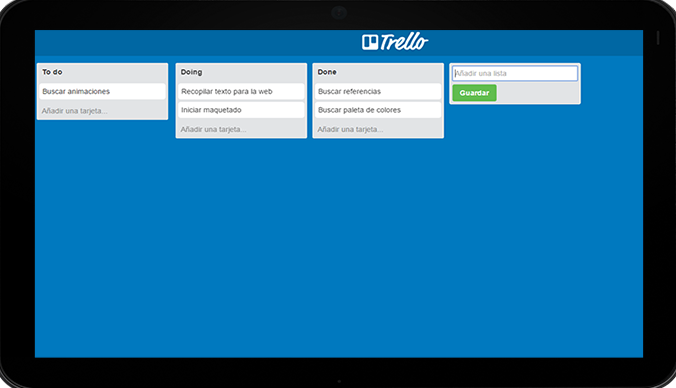 Trello
To do
Buscar animaciones
Añadir una tarjeta...
Doing
Recopilar texto para la web
Iniciar maquetado
Añadir una tarjeta...
Done
Buscar referencias
Buscar paleta de colores
Añadir una tarjeta...
Añadir una lista
Guardar